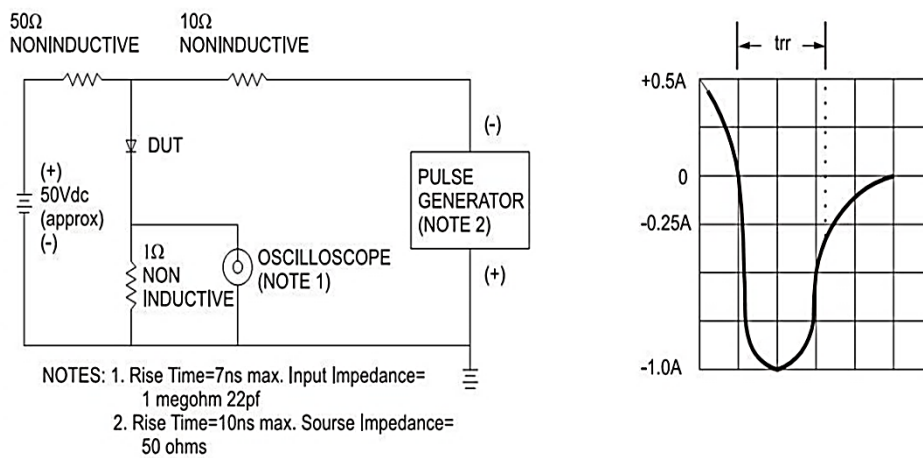 50Ω
NONINDUCTIVE
10Ω
NONINDUCTIVE
DUT
(+)
50Vdc
(approx)
(-)
1Ω
NON
INDUCTIVE
OSCILLOSCOPE
(NOTE 1)
(-)
PULSE
GENERATOR
(NOTE 2)
(+)
NOTES: 1. Rise Time=7ns max. Input Impedance=
1 megohm 22pf
2. Rise Time=10ns max. Sourse Impedance=
50 ohms
trr
+0.5A
0
-0.25A
-1.0A